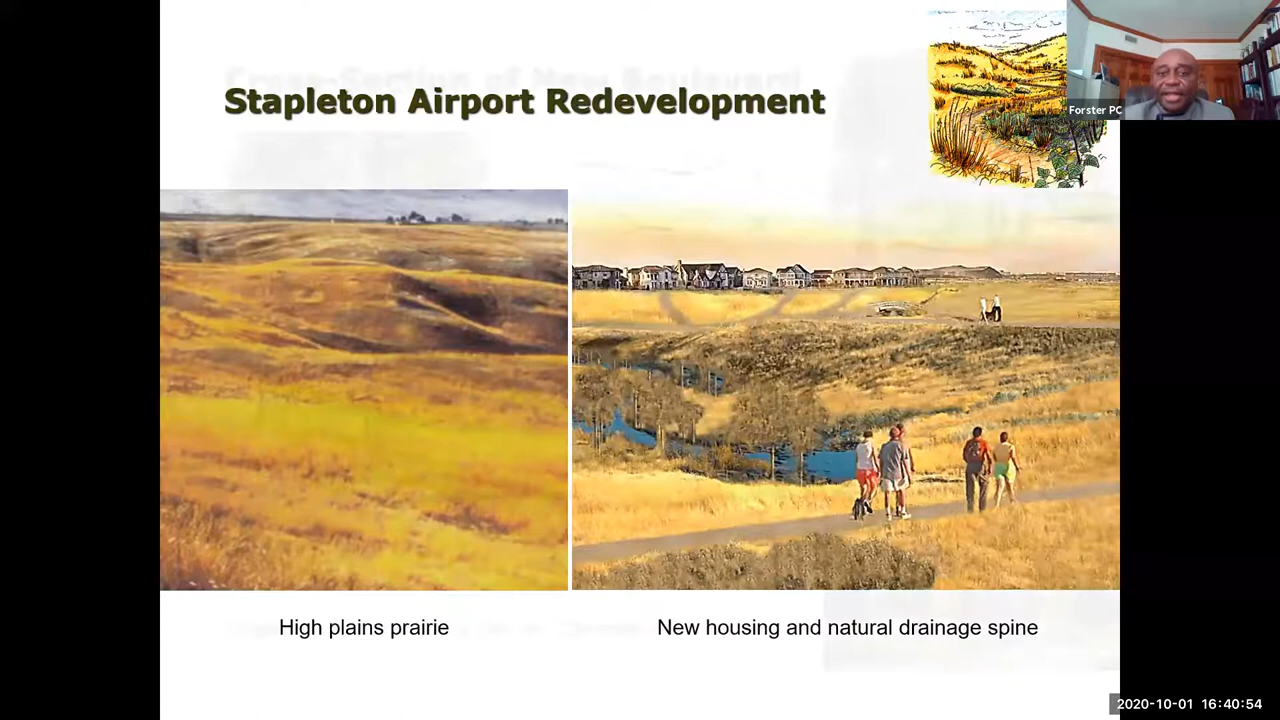 Stapleton Airport Redevelopment
Forster PC
High plains prairie
New housing and natural drainage spine
2020-10-01 16:40:54